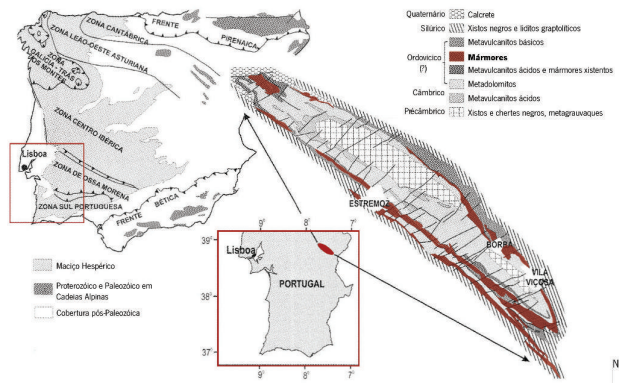 ZONA CANTÁBRICA
FRENTE
PIRENAICA
ZONA LEÃO-OESTE ASTURIANA
ZONA
GALICIA - TRÁS
OS MONTES
ZONA CENTRO IBÉRICA
Lisboa
ZONA DE OSSA MORENA
ZONA SUL PORTUGUESA
FRENTE
BÉTICA
Maciço Hespérico
Proterozóico e Paleozóico em
Cadeias Alpinas
Cobertura pós-Paleozóica
Quaternário
Calcrete
Silúrico
Xistos negros e liditos graptolíticos
Metavulcanitos básicos
Ordovícico
(?)
Mármores
Metavulcanitos ácidos e mármores xistentos
Metadolomitos
Câmbrico
Metavulcanitos ácidos
Précâmbrico
Xistos e chertes negros, metagrauvaques
ESTREMOZ
BORBA
VILA
VIÇOSA
9° 8° 7°
39°
Lisboa
PORTUGAL
38°
37°
9° 8° 7°
N